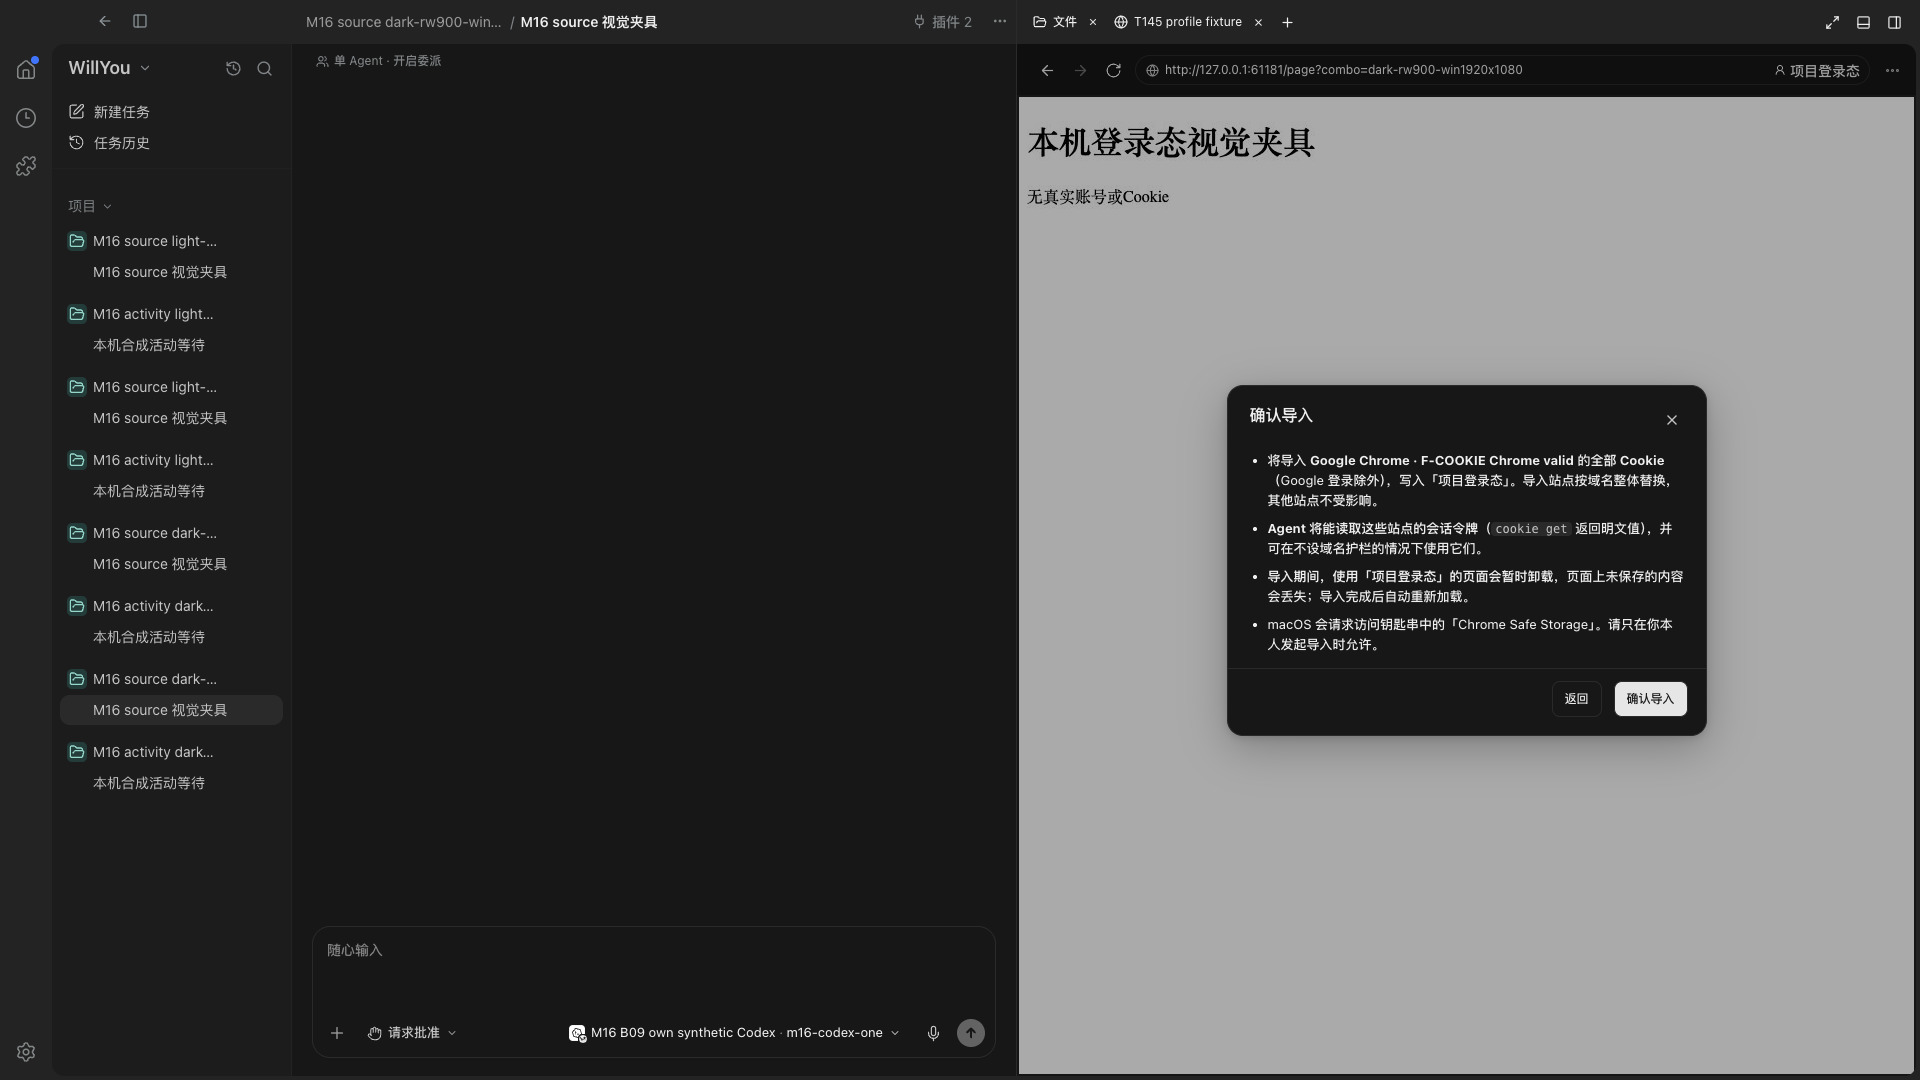 M16 source dark-rw900-win... / M16 source 视觉夹具
插件 2
文件
T145 profile fixture
WillYou
单 Agent · 开启委派
http://127.0.0.1:61181/page?combo=dark-rw900-win1920x1080
项目登录态
新建任务
任务历史
项目
M16 source light-...
M16 source 视觉夹具
M16 activity light...
本机合成活动等待
M16 source light-...
M16 source 视觉夹具
M16 activity light...
本机合成活动等待
M16 source dark-...
M16 source 视觉夹具
M16 activity dark...
本机合成活动等待
M16 source dark-...
M16 source 视觉夹具
M16 activity dark...
本机合成活动等待
随心输入
请求批准
M16 B09 own synthetic Codex · m16-codex-one
本机登录态视觉夹具
无真实账号或Cookie
确认导入
将导入 Google Chrome · F-COOKIE Chrome valid 的全部 Cookie
（Google 登录除外），写入「项目登录态」。导入站点按域名整体替换，
其他站点不受影响。
Agent 将能读取这些站点的会话令牌（cookie get 返回明文值），并
可在不设域名护栏的情况下使用它们。
导入期间，使用「项目登录态」的页面会暂时卸载，页面上未保存的内容
会丢失；导入完成后自动重新加载。
macOS 会请求访问钥匙串中的「Chrome Safe Storage」。请只在你本
人发起导入时允许。
返回
确认导入